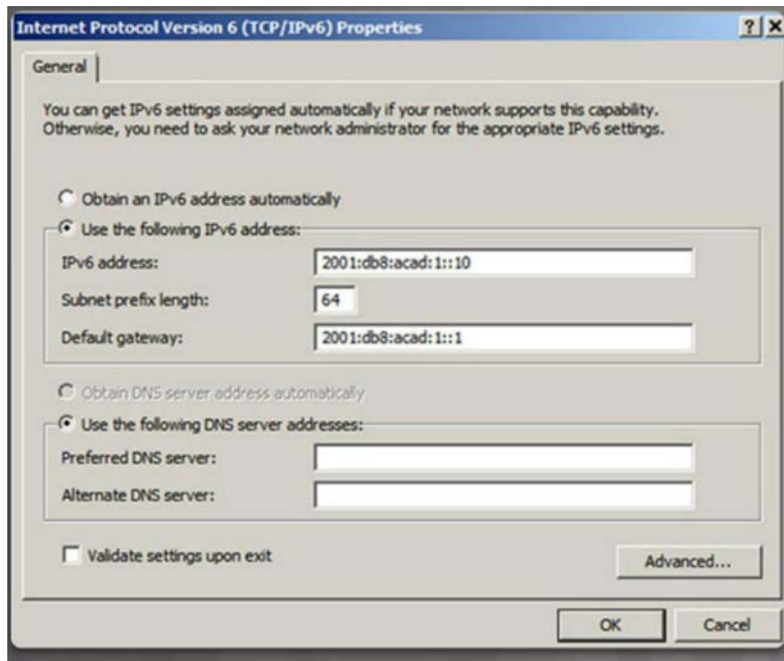 Internet Protocol Version 6 (TCP/IPv6) Properties
General
You can get IPv6 settings assigned automatically if your network supports this capability.
Otherwise, you need to ask your network administrator for the appropriate IPv6 settings.
Obtain an IPv6 address automatically
Use the following IPv6 address:
IPv6 address: 2001:db8:acad:1::10
Subnet prefix length: 64
Default gateway: 2001:db8:acad:1::1
Obtain DNS server address automatically
Use the following DNS server addresses:
Preferred DNS server:
Alternate DNS server:
Validate settings upon exit
Advanced...
OK Cancel